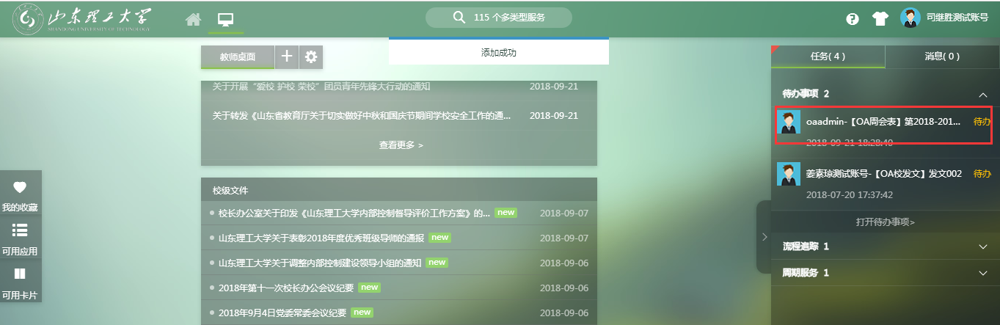 山东理工大学
SHANDONG UNIVERSITY OF TECHNOLOGY
115 个多类型服务
司继胜测试账号
教师桌面
添加成功
关于开展“爱校 护校 荣校”团员青年先锋大行动的通知 2018-09-21
关于转发《山东省教育厅关于切实做好中秋和国庆节期间学校安全工作的通... 2018-09-21
查看更多 >
校级文件
校长办公室关于印发《山东理工大学内部控制督导评价工作方案》的... new 2018-09-07
山东理工大学关于表彰2018年度优秀班级导师的通报 new 2018-09-07
山东理工大学关于调整内部控制建设领导小组的通知 new 2018-09-06
2018年第十一次校长办公会议纪要 new 2018-09-06
2018年9月4日党委常委会议纪要 new 2018-09-06
我的收藏
可用应用
可用卡片
任务( 4 ) 消息( 0 )
待办事项 2
oaadmin-【OA周会表】第2018-201... 待办
2018-09-21 18:28:40
姜素琼测试账号-【OA校发文】发文002 待办
2018-07-20 17:37:42
打开待办事项>
流程追踪 1
周期服务 1